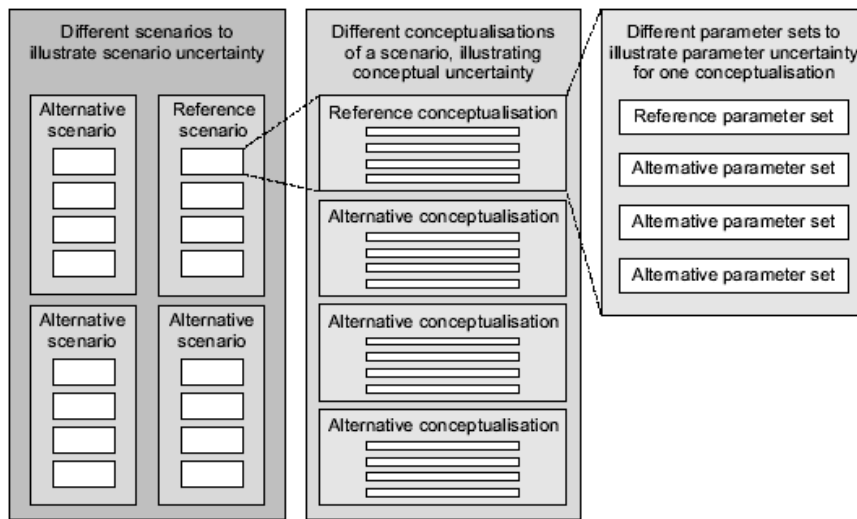 Different scenarios to
illustrate scenario uncertainty
Alternative
scenario
Reference
scenario
Alternative
scenario
Alternative
scenario
Different conceptualisations
of a scenario, illustrating
conceptual uncertainty
Reference conceptualisation
Alternative conceptualisation
Alternative conceptualisation
Alternative conceptualisation
Different parameter sets to
illustrate parameter uncertainty
for one conceptualisation
Reference parameter set
Alternative parameter set
Alternative parameter set
Alternative parameter set